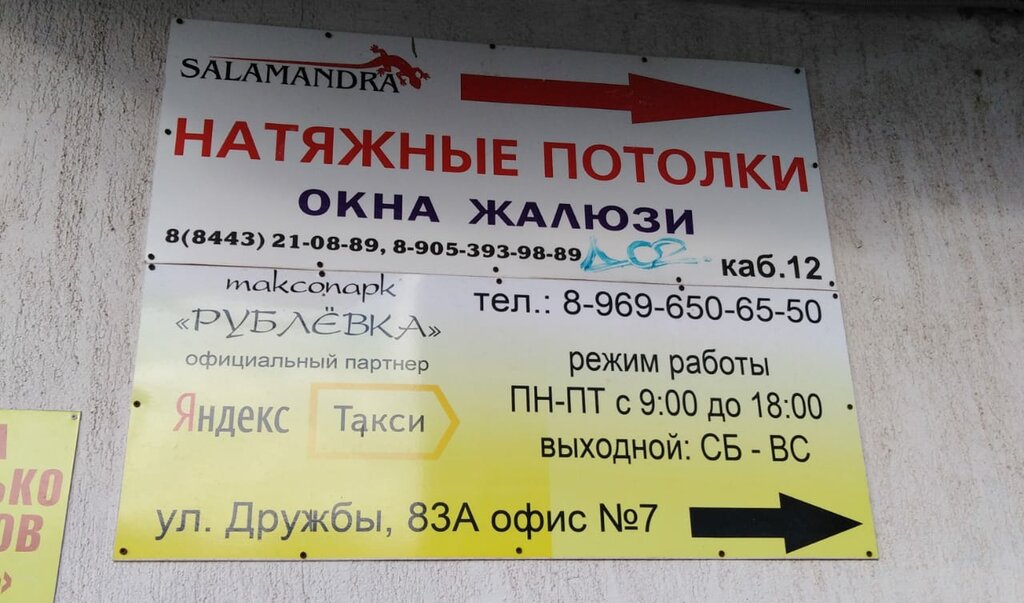 SALAMANDRA
НАТЯЖНЫЕ ПОТОЛКИ
ОКНА ЖАЛЮЗИ
8(8443) 21-08-89, 8-905-393-98-89
каб.12
таксопарк
«РУБЛЁВКА»
официальный партнер
Яндекс Такси
тел.: 8-969-650-65-50
режим работы
ПН-ПТ с 9:00 до 18:00
выходной: СБ - ВС
ул. Дружбы, 83А офис №7